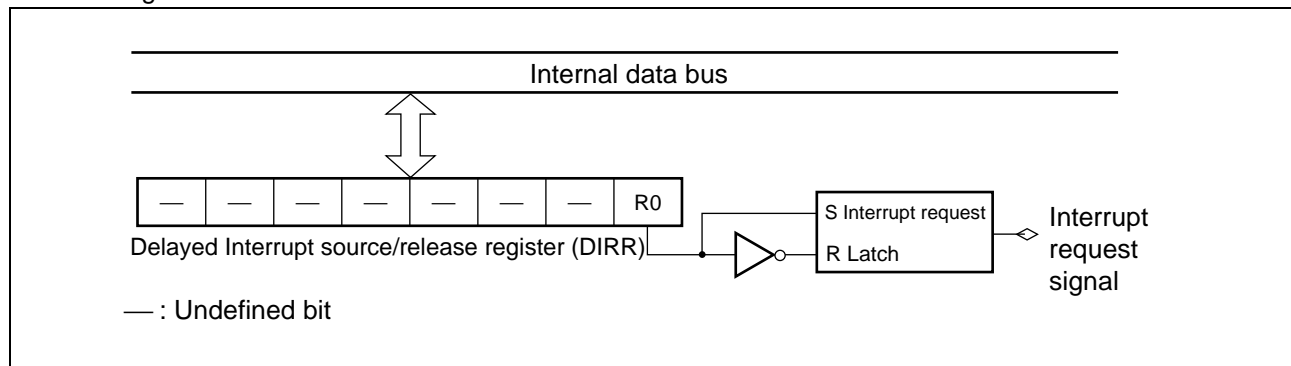 Internal data bus
— — — — — — — R0
Delayed Interrupt source/release register (DIRR)
S Interrupt request
R Latch
Interrupt
request
signal
— : Undefined bit